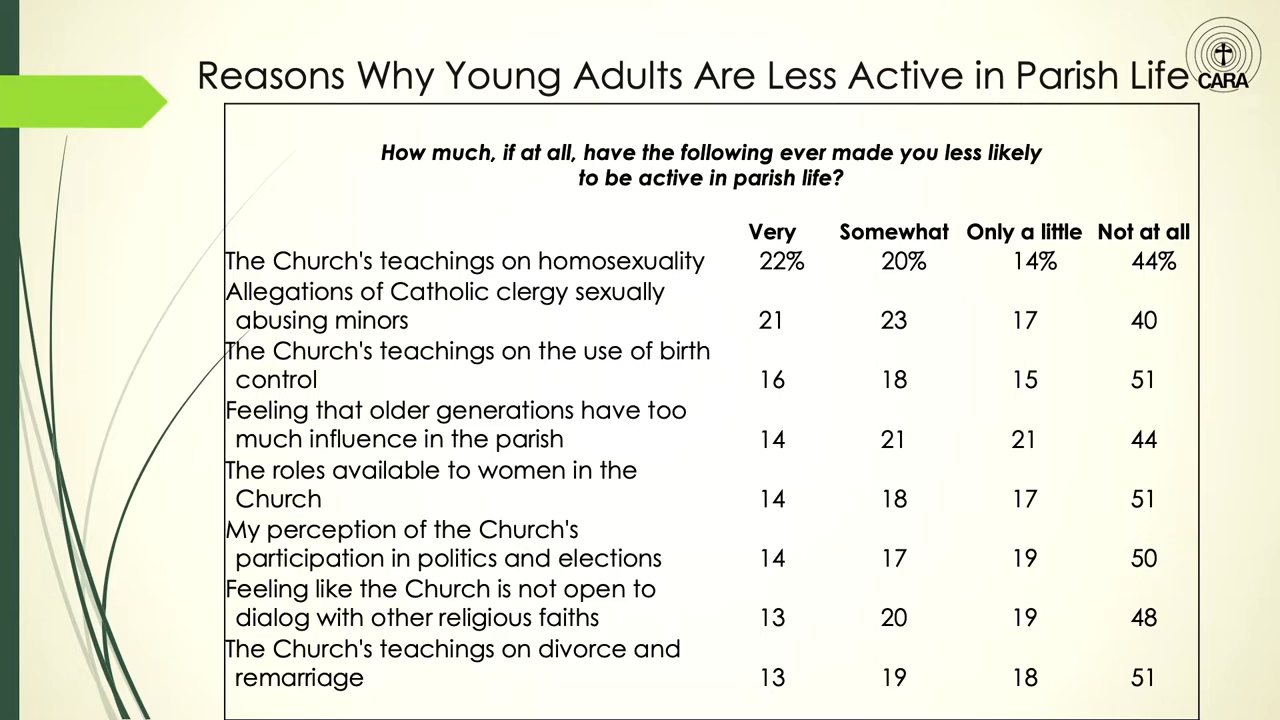 Reasons Why Young Adults Are Less Active in Parish Life
CARA
How much, if at all, have the following ever made you less likely
to be active in parish life?
Very Somewhat Only a little Not at all
The Church's teachings on homosexuality 22% 20% 14% 44%
Allegations of Catholic clergy sexually
abusing minors 21 23 17 40
The Church's teachings on the use of birth
control 16 18 15 51
Feeling that older generations have too
much influence in the parish 14 21 21 44
The roles available to women in the
Church 14 18 17 51
My perception of the Church's
participation in politics and elections 14 17 19 50
Feeling like the Church is not open to
dialog with other religious faiths 13 20 19 48
The Church's teachings on divorce and
remarriage 13 19 18 51